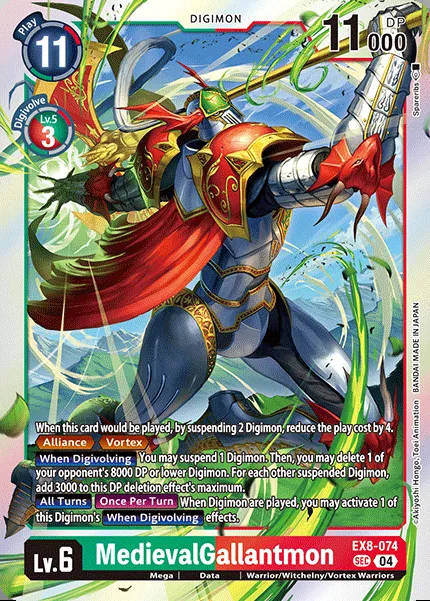 DIGIMON
Play
11
11000
DP
Digivolve
Lv.5
3
Spareribs
©Akiyoshi Hongo, Toei Animation BANDAI MADE IN JAPAN
When this card would be played, by suspending 2 Digimon, reduce the play cost by 4.
Alliance Vortex
When Digivolving You may suspend 1 Digimon. Then, you may delete 1 of
your opponent's 8000 DP or lower Digimon. For each other suspended Digimon,
add 3000 to this DP deletion effect's maximum.
All Turns Once Per Turn When Digimon are played, you may activate 1 of
this Digimon's When Digivolving effects.
Lv.6
MedievalGallantmon
EX8-074
SEC 04
Mega Data Warrior/Witchelny/Vortex Warriors